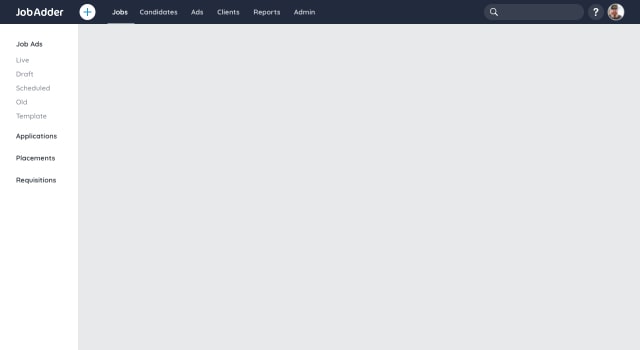 JobAdder + Jobs Candidates Ads Clients Reports Admin ?
Job Ads
Live
Draft
Scheduled
Old
Template
Applications
Placements
Requisitions